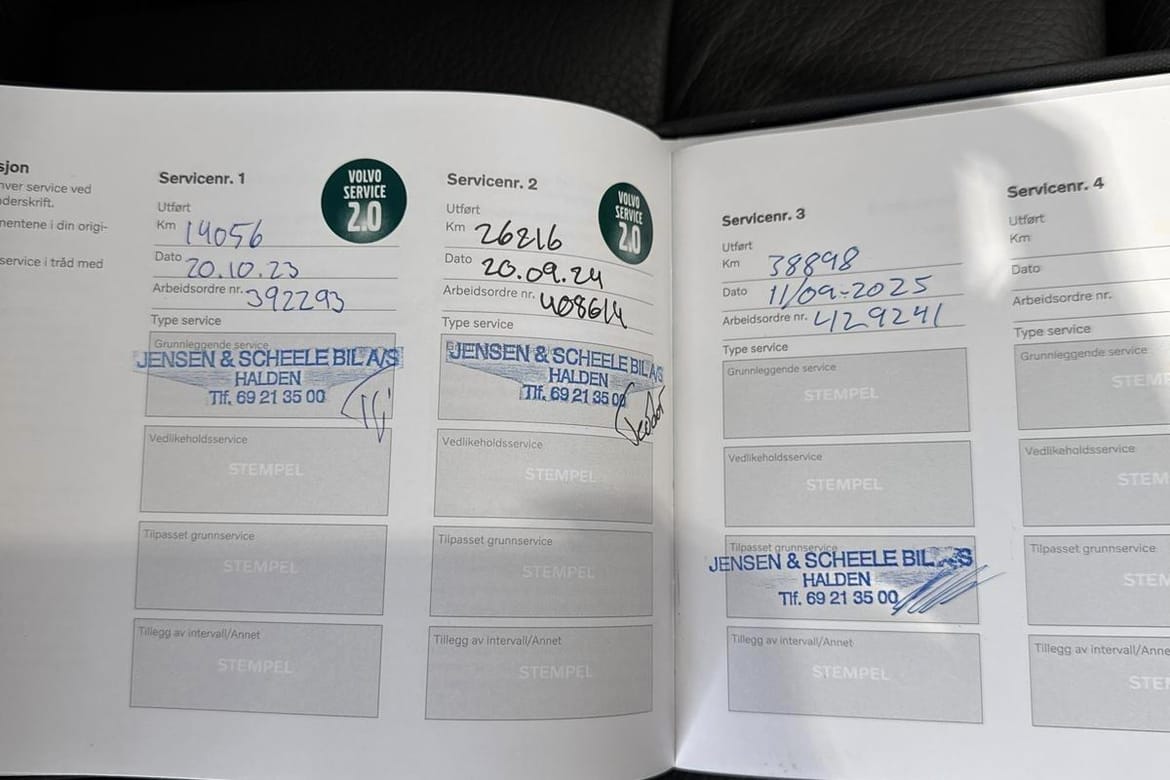 sjon
nver service ved
nderskrift.
nentene i din origi-
service i tråd med
Servicenr. 1
VOLVO
SERVICE
2.0
Utført
Km 14056
Dato 20.10.23
Arbeidsordre nr. 392293
Type service
Grunnleggende service
JENSEN & SCHEELE BIL A/S
HALDEN
Tlf. 69 21 35 00
Vedlikeholdsservice
STEMPEL
Tilpasset grunnservice
STEMPEL
Tillegg av intervall/Annet
STEMPEL
Servicenr. 2
VOLVO
SERVICE
2.0
Utført
Km 26816
Dato 20.09.24
Arbeidsordre nr. 408614
Type service
JENSEN & SCHEELE BIL A/S
HALDEN
Tlf. 69 21 35 00
Vedlikeholdsservice
STEMPEL
Tilpasset grunnservice
STEMPEL
Tillegg av intervall/Annet
STEMPEL
Servicenr. 3
Utført
Km 38898
Dato 11/09-2025
Arbeidsordre nr. 429241
Type service
Grunnleggende service
STEMPEL
Vedlikeholdsservice
STEMPEL
Tilpasset grunnservice
JENSEN & SCHEELE BIL A/S
HALDEN
Tlf. 69 21 35 00
Tillegg av intervall/Annet
STEMPEL
Servicenr. 4
Utført
Km
Dato
Arbeidsordre nr.
Type service
Grunnleggende service
STEM
Vedlikeholdsservice
STEM
Tilpasset grunnservice
STEM
Tillegg av intervall/Anne
STE